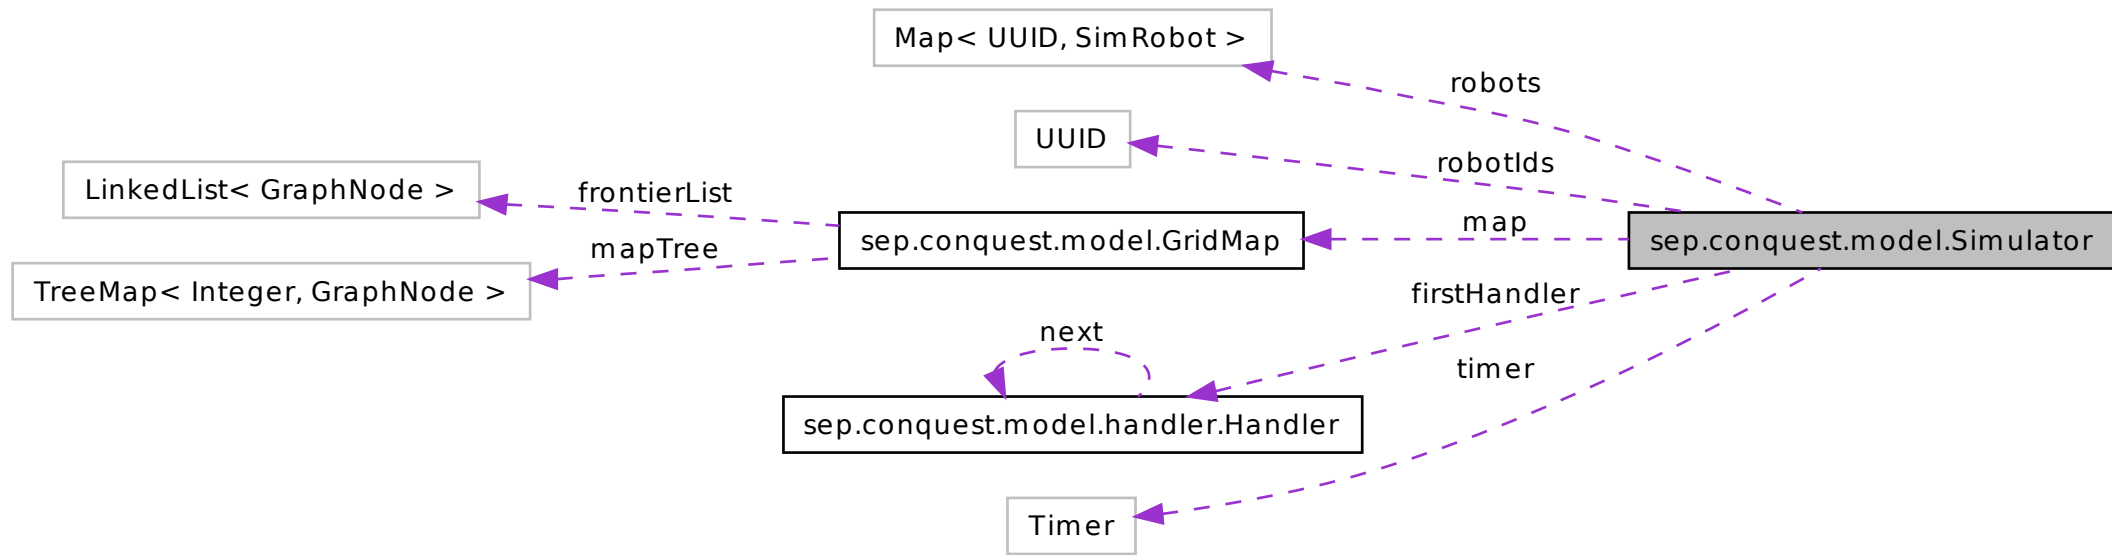 Map< UUID, SimRobot >
robots
UUID
robotIds
LinkedList< GraphNode >
frontierList
sep.conquest.model.GridMap
map
sep.conquest.model.Simulator
mapTree
TreeMap< Integer, GraphNode >
firstHandler
next
timer
sep.conquest.model.handler.Handler
Timer